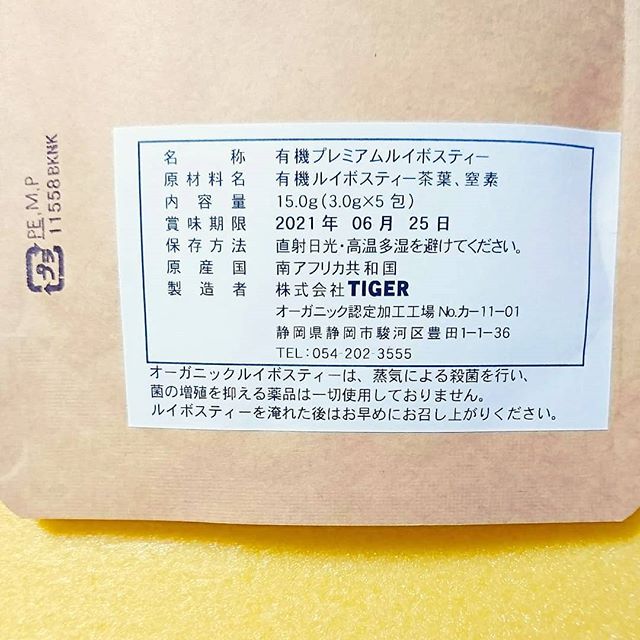 名称 有機プレミアムルイボスティー
原材料名 有機ルイボスティー茶葉、窒素
内容量 15.0g(3.0g×5包)
賞味期限 2021年 06月 25日
保存方法 直射日光・高温多湿を避けてください。
原産国 南アフリカ共和国
製造者 株式会社TIGER
オーガニック認定加工工場No.カー11-01
静岡県静岡市駿河区豊田1-1-36
TEL:054-202-3555
オーガニックルイボスティーは、蒸気による殺菌を行い、
菌の増殖を抑える薬品は一切使用しておりません。
ルイボスティーを淹れた後はお早めにお召し上がりください。
プラ
PE,M,P
11558BKNK